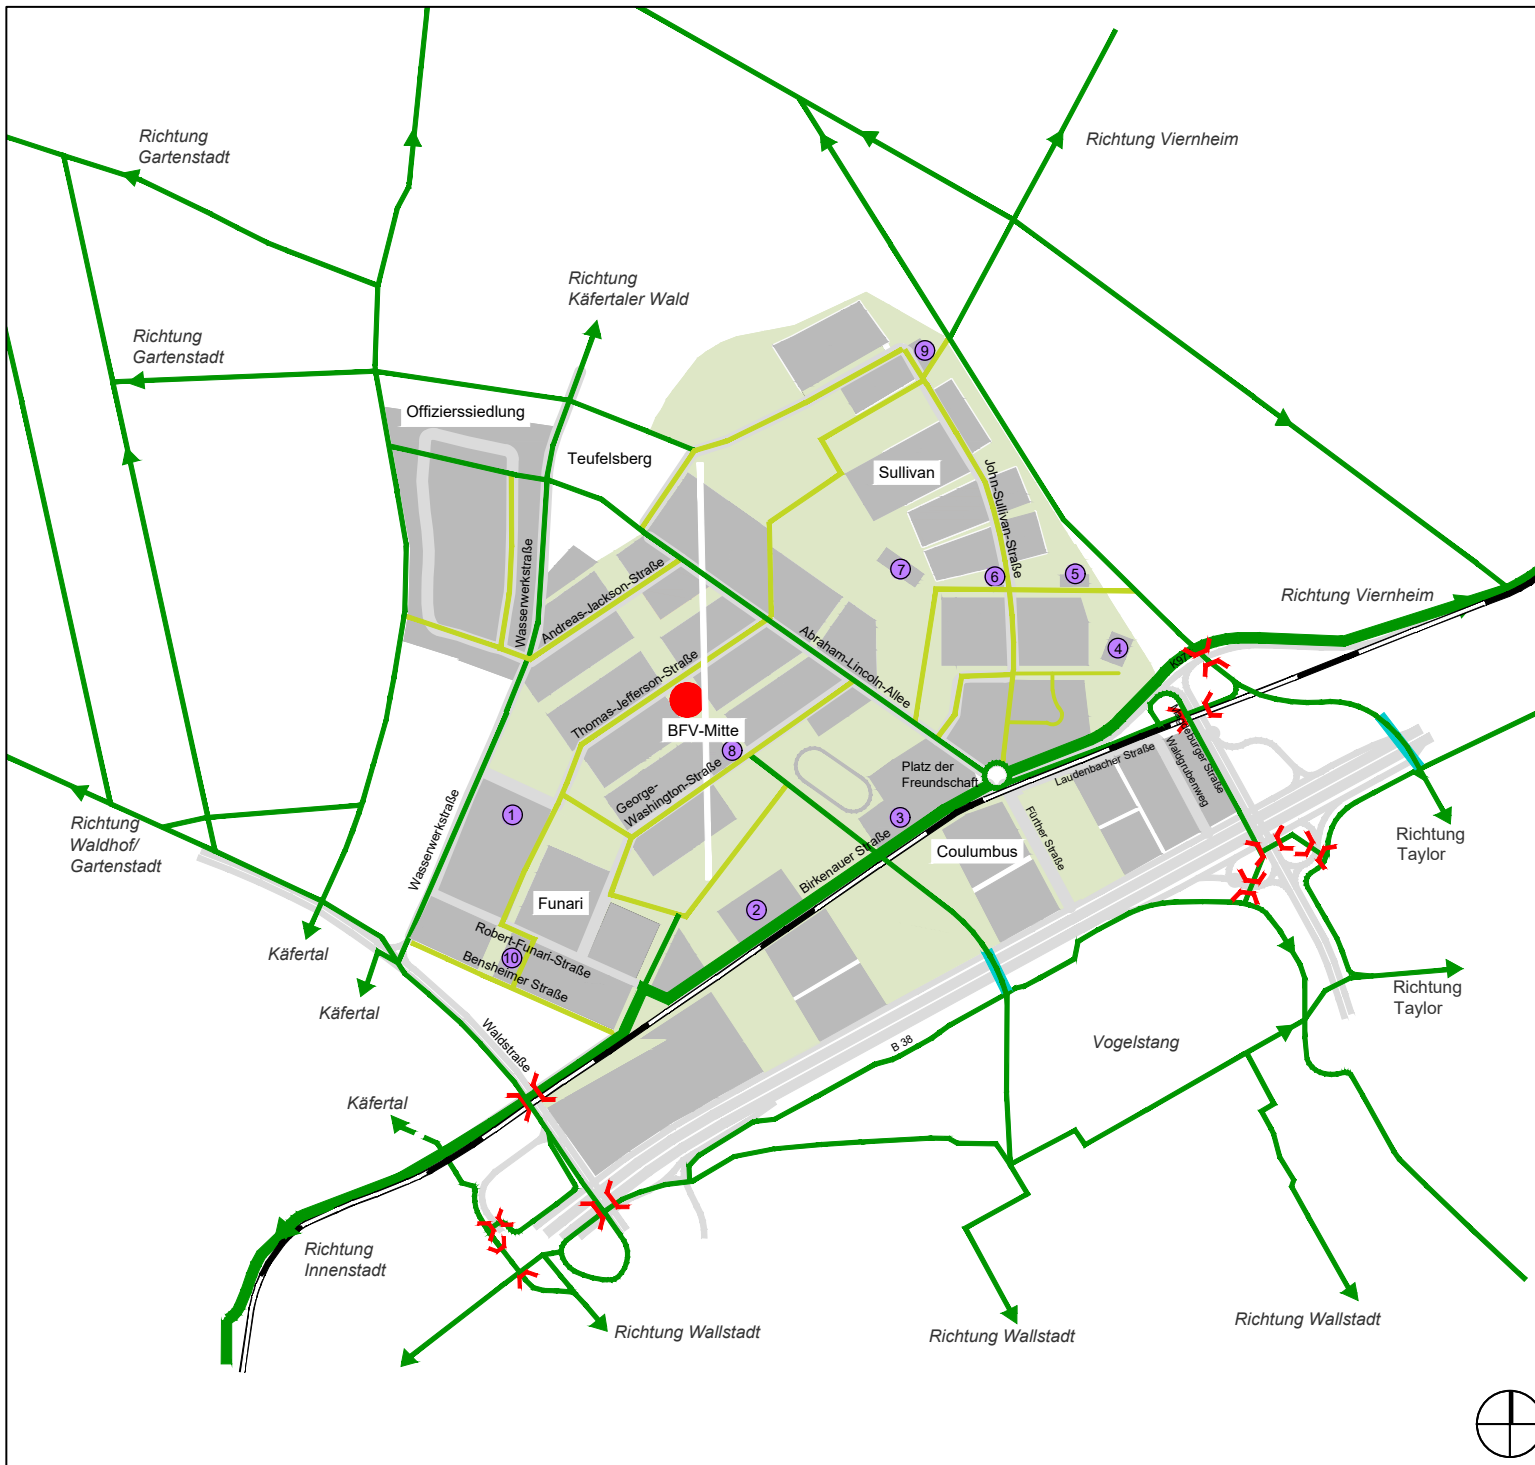 Richtung
Gartenstadt
Richtung Viernheim
Richtung
Käfertaler Wald
Richtung
Gartenstadt
9
Offizierssiedlung
Teufelsberg
Sullivan
John-Sullivan-Straße
7
6
5
Wasserwerkstraße
Andreas-Jackson-Straße
Richtung Viernheim
Abraham-Lincoln-Allee
4
K97
Thomas-Jefferson-Straße
BFV-Mitte
8
Platz der
Freundschaft
Laudenbacher Straße
Waldgrubenweg
George-
Washington-Straße
1
3
Wasserwerkstraße
Richtung
Waldhof/
Gartenstadt
Fürther Straße
Coulumbus
Birkenauer Straße
Richtung
Taylor
Funari
2
Robert-Funari-Straße
10
Bensheimer Straße
Käfertal
Käfertal
Richtung
Taylor
Waldstraße
B 38
Vogelstang
Käfertal
Richtung
Innenstadt
Richtung Wallstadt
Richtung Wallstadt
Richtung Wallstadt